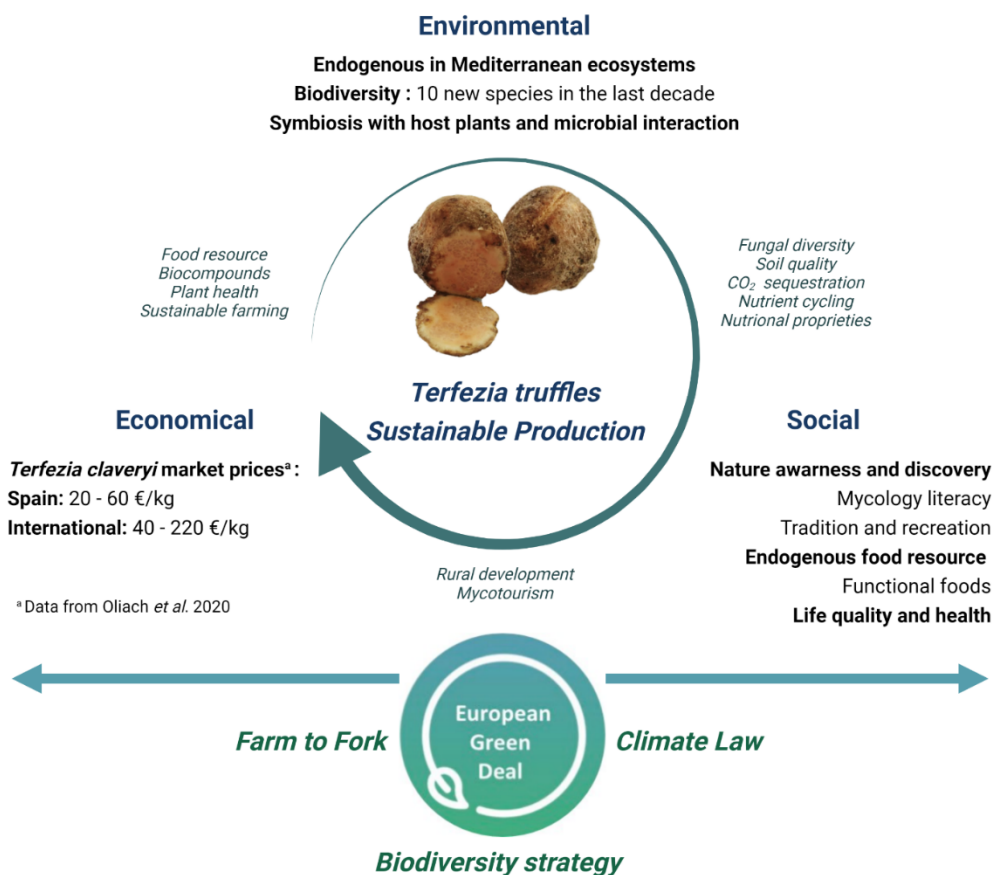 Environmental
Endogenous in Mediterranean ecosystems
Biodiversity : 10 new species in the last decade
Symbiosis with host plants and microbial interaction
Food resource
Biocompounds
Plant health
Sustainable farming
Fungal diversity
Soil quality
CO₂ sequestration
Nutrient cycling
Nutrional proprieties
Terfezia truffles
Sustainable Production
Economical
Terfezia claveryi market pricesᵃ :
Spain: 20 - 60 €/kg
International: 40 - 220 €/kg
ᵃ Data from Oliach et al. 2020
Social
Nature awarness and discovery
Mycology literacy
Tradition and recreation
Endogenous food resource
Functional foods
Life quality and health
Rural development
Mycotourism
European
Green
Deal
Farm to Fork
Climate Law
Biodiversity strategy